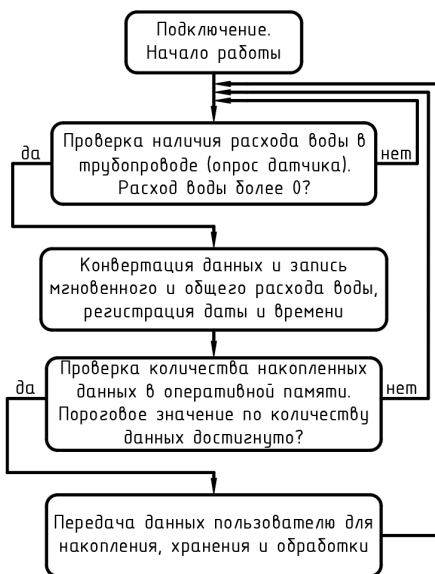 Подключение.
Начало работы
Проверка наличия расхода воды в
трубопроводе (опрос датчика).
Расход воды более 0?
да
нет
Конвертация данных и запись
мгновенного и общего расхода воды,
регистрация даты и времени
Проверка количества накопленных
данных в оперативной памяти.
Пороговое значение по количеству
данных достигнуто?
да
нет
Передача данных пользователю для
накопления, хранения и обработки